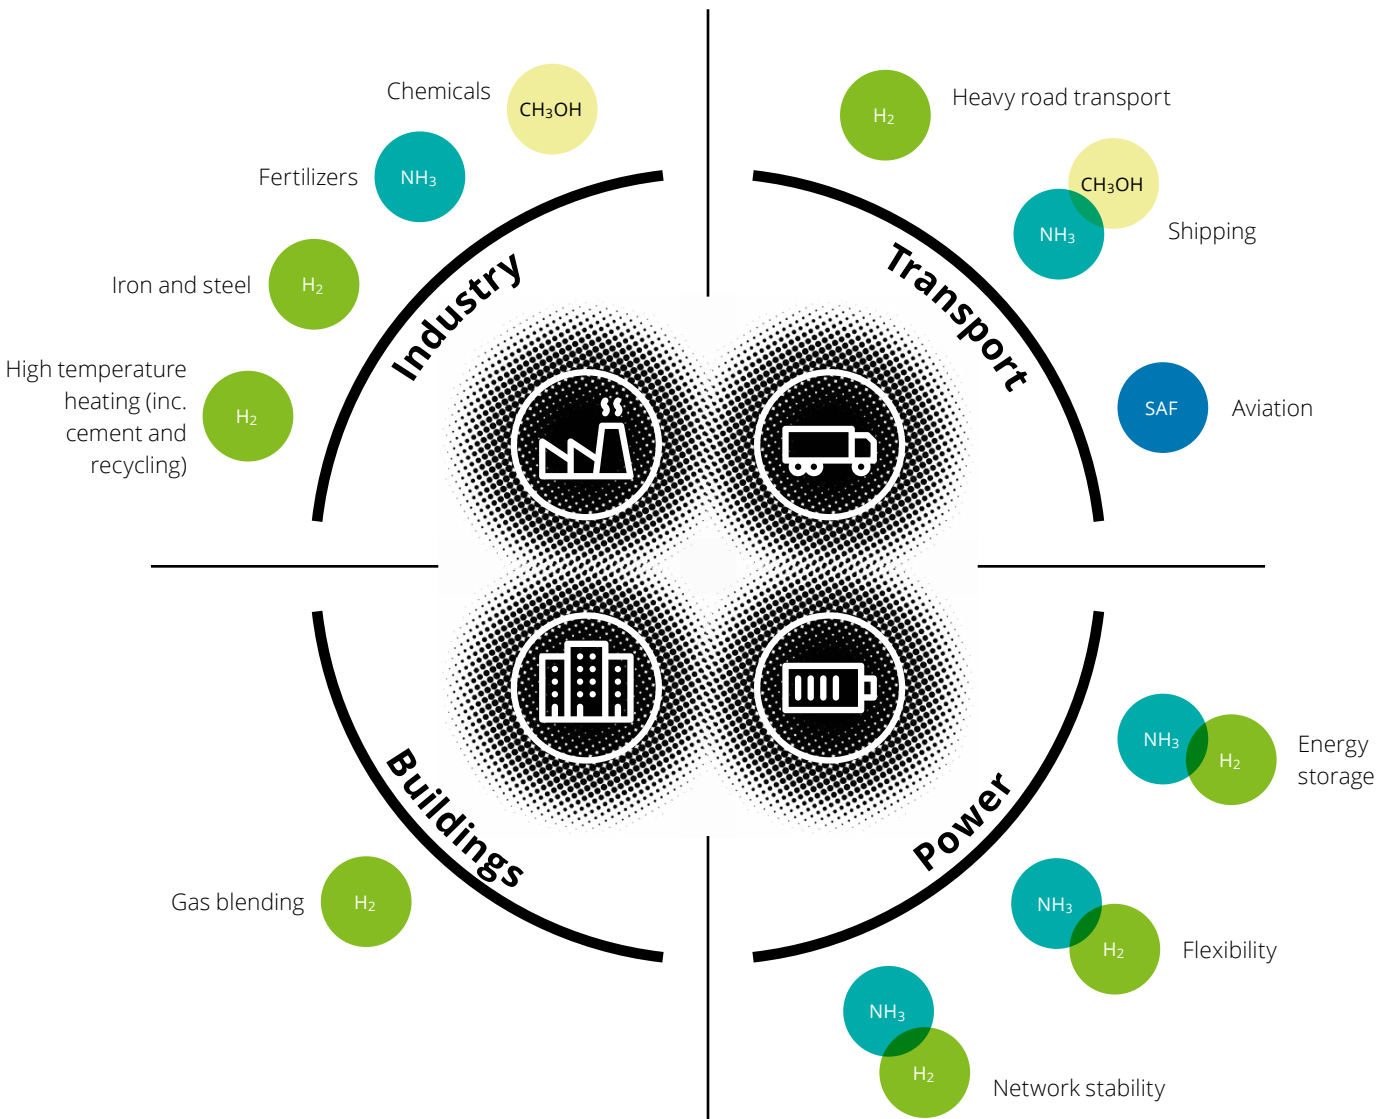 Chemicals
CH₃OH
Fertilizers
NH₃
Iron and steel
H₂
High temperature
heating (inc.
cement and
recycling)
H₂
Industry
H₂
Heavy road transport
CH₃OH
NH₃
Shipping
SAF
Aviation
Transport
Buildings
Gas blending
H₂
Power
NH₃
H₂
Energy
storage
NH₃
H₂
Flexibility
NH₃
H₂
Network stability